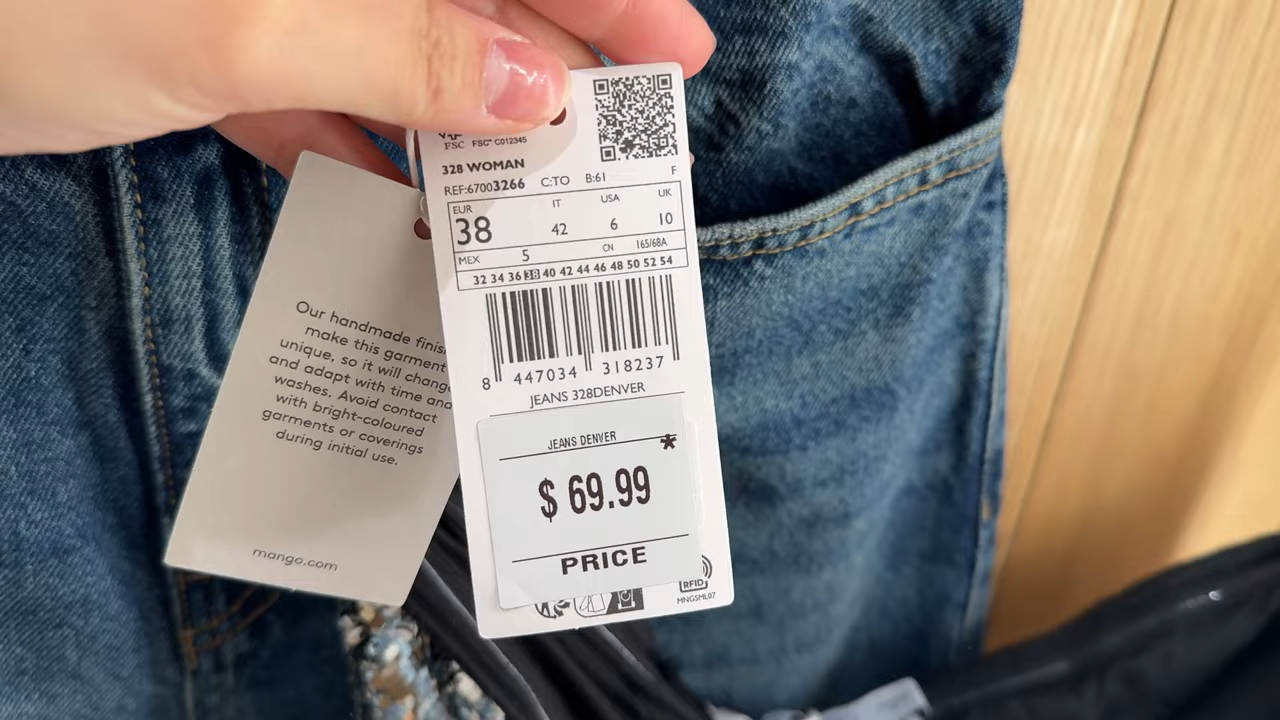 FSC FSC™ C012345
328 WOMAN
REF:67003266 C:TO B:61 F
EUR IT USA UK
38 42 6 10
MEX 5 CN 165/68A
32 34 36 38 40 42 44 46 48 50 52 54
8 447034 318237
JEANS 328DENVER
JEANS DENVER *
$ 69.99
PRICE
RFID
MNGSML07
Our handmade
make this garment
unique, so it will
and adapt with time and
washes. Avoid contact
with bright-coloured
garments or coverings
during initial use.
mango.com